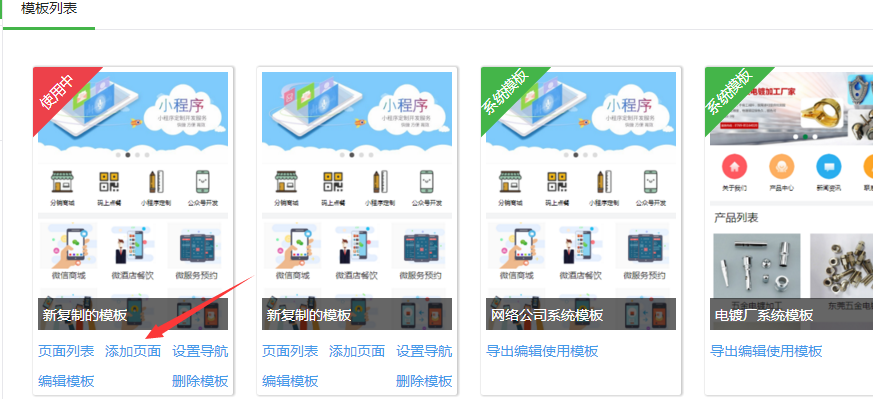 模板列表
使用中
小程序
小程序定制开发服务
分销商城 码上点餐 小程序定制 公众号开发
微信商城 微酒店餐饮 微服务预约
新复制的模板
页面列表 添加页面 设置导航
编辑模板 删除模板
小程序
小程序定制开发服务
分销商城 码上点餐 小程序定制 公众号开发
微信商城 微酒店餐饮 微服务预约
新复制的模板
页面列表 添加页面 设置导航
编辑模板 删除模板
系统模板
小程序
小程序定制开发服务
分销商城 码上点餐 小程序定制 公众号开发
微信商城 微酒店餐饮 微服务预约
网络公司系统模板
导出编辑使用模板
系统模板
电镀加工厂家
关于我们 产品中心 新闻资讯
产品列表
五金电镀加工 东莞五金电
电镀厂系统模板
导出编辑使用模板